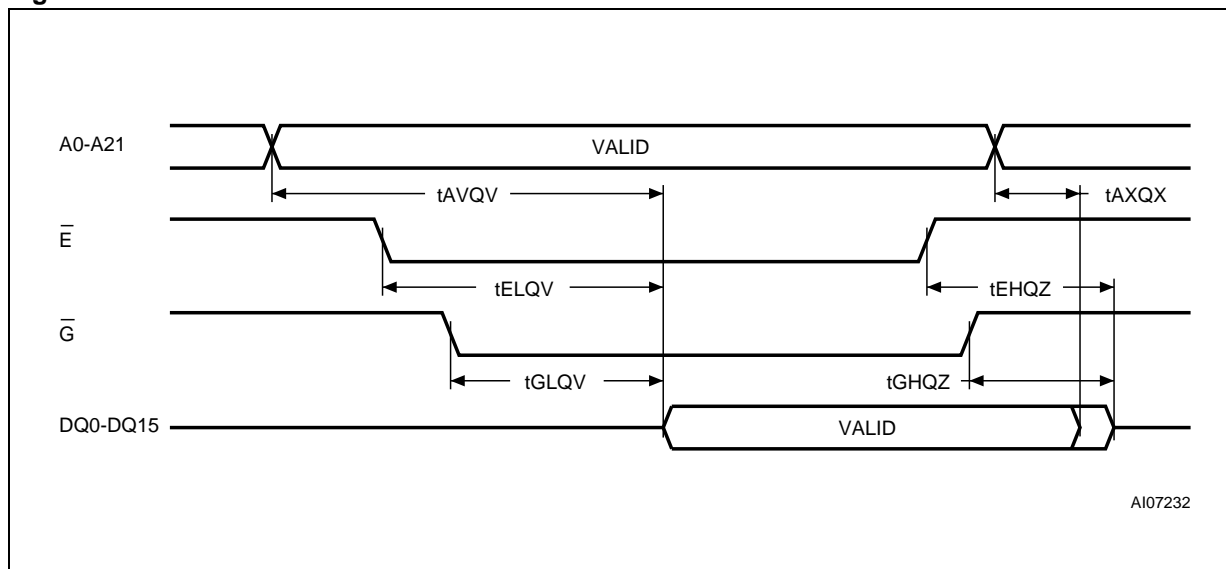 A0-A21
VALID
tAVQV
tAXQX
E
tELQV
tEHQZ
G
tGLQV
tGHQZ
DQ0-DQ15
VALID
AI07232